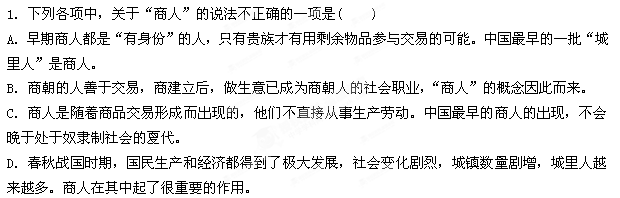 1. 下列各项中，关于“商人”的说法不正确的一项是(    )
A. 早期商人都是“有身份”的人，只有贵族才有用剩余物品参与交易的可能。中国最早的一批“城
里人”是商人。
B. 商朝的人善于交易，商建立后，做生意已成为商朝人的社会职业，“商人”的概念因此而来。
C. 商人是随着商品交易形成而出现的，他们不直接从事生产劳动。中国最早的商人的出现，不会
晚于处于奴隶制社会的夏代。
D. 春秋战国时期，国民生产和经济都得到了极大发展，社会变化剧烈，城镇数量剧增，城里人越
来越多。商人在其中起了很重要的作用。